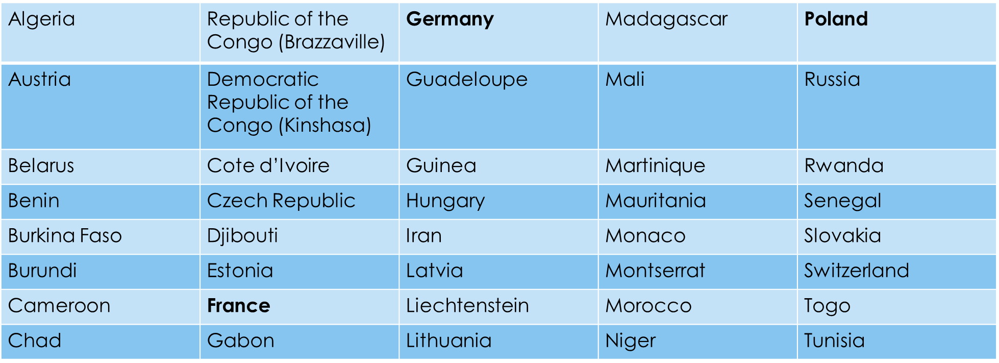 Algeria
Republic of the
Congo (Brazzaville)
Germany
Madagascar
Poland
Austria
Democratic
Republic of the
Congo (Kinshasa)
Guadeloupe
Mali
Russia
Belarus
Cote d’Ivoire
Guinea
Martinique
Rwanda
Benin
Czech Republic
Hungary
Mauritania
Senegal
Burkina Faso
Djibouti
Iran
Monaco
Slovakia
Burundi
Estonia
Latvia
Montserrat
Switzerland
Cameroon
France
Liechtenstein
Morocco
Togo
Chad
Gabon
Lithuania
Niger
Tunisia